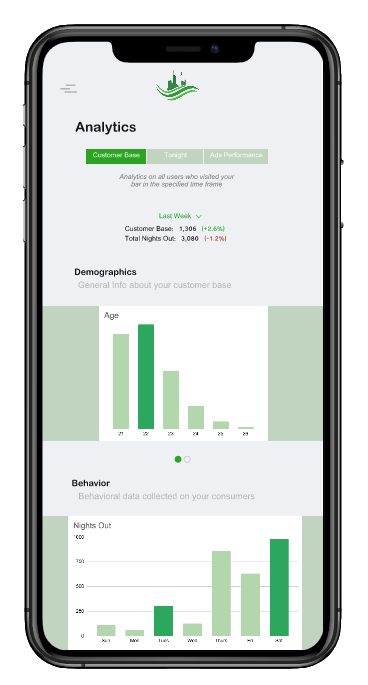 Analytics
Customer Base Tonight Ads Performance
Analytics on all users who visited your
bar in the specified time frame
Last Week
Customer Base: 1,306 (+2.6%)
Total Nights Out: 3,080 (-1.2%)
Demographics
General Info about your customer base
Age
21 22 23 24 25 26
Behavior
Behavioral data collected on your consumers
Nights Out
1000
750
500
250
0
Sun Mon Tues Wed Thurs Fri Sat